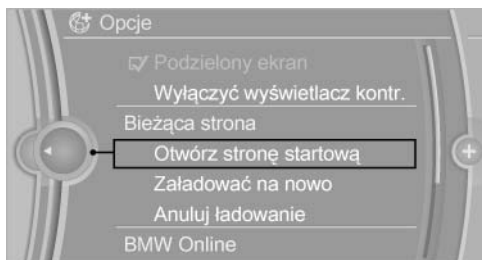 Opcje
Podzielony ekran
Wyłączyć wyświetlacz kontr.
Bieżąca strona
Otwórz stronę startową
Załadować na nowo
Anuluj ładowanie
BMW Online